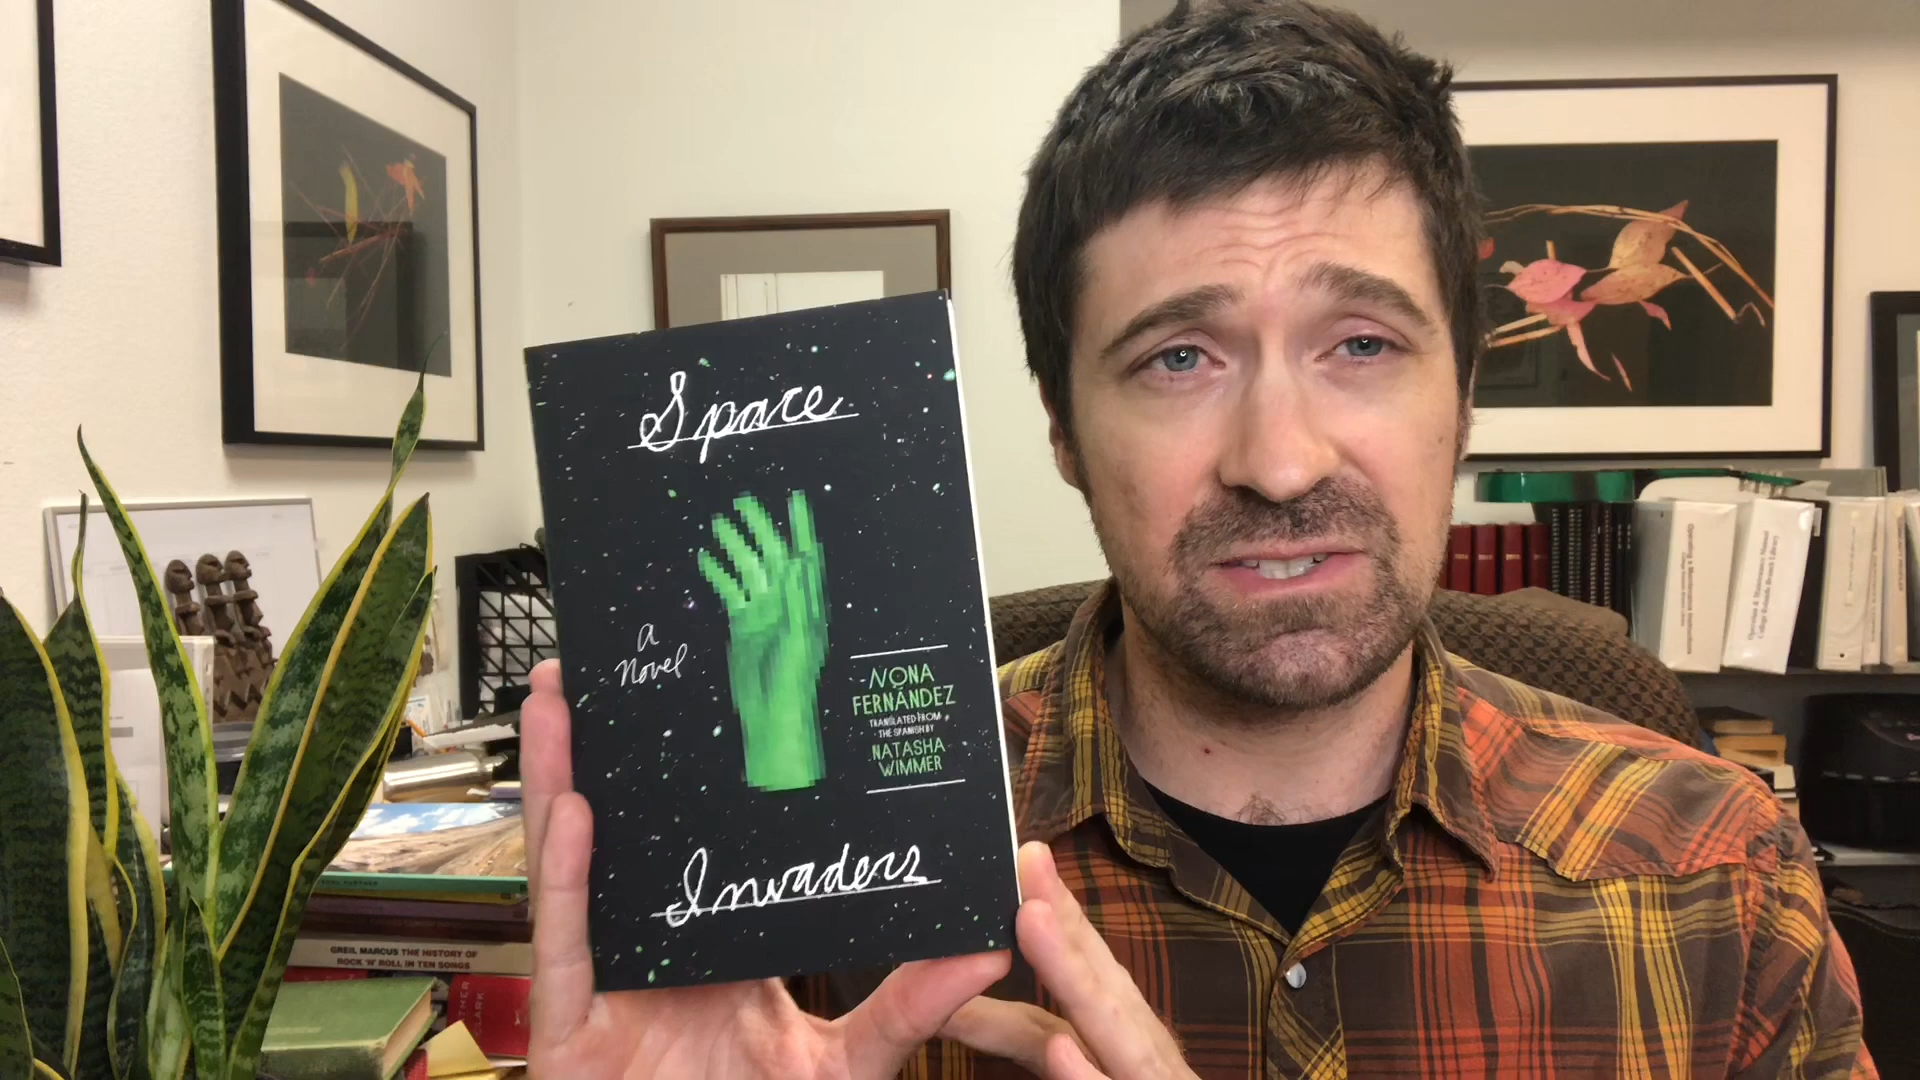 Space
a
Novel
NONA
FERNÁNDEZ
TRANSLATED FROM
THE SPANISH BY
NATASHA
WIMMER
Invaders
GREIL MARCUS THE HISTORY OF
ROCK 'N' ROLL IN TEN SONGS
CLARK